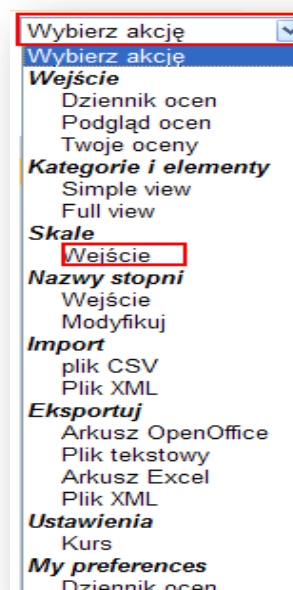 Wybierz akcję
Wybierz akcję
Wejście
Dziennik ocen
Podgląd ocen
Twoje oceny
Kategorie i elementy
Simple view
Full view
Skale
Wejście
Nazwy stopni
Wejście
Modyfikuj
Import
plik CSV
Plik XML
Eksportuj
Arkusz OpenOffice
Plik tekstowy
Arkusz Excel
Plik XML
Ustawienia
Kurs
My preferences
Dziennik ocen